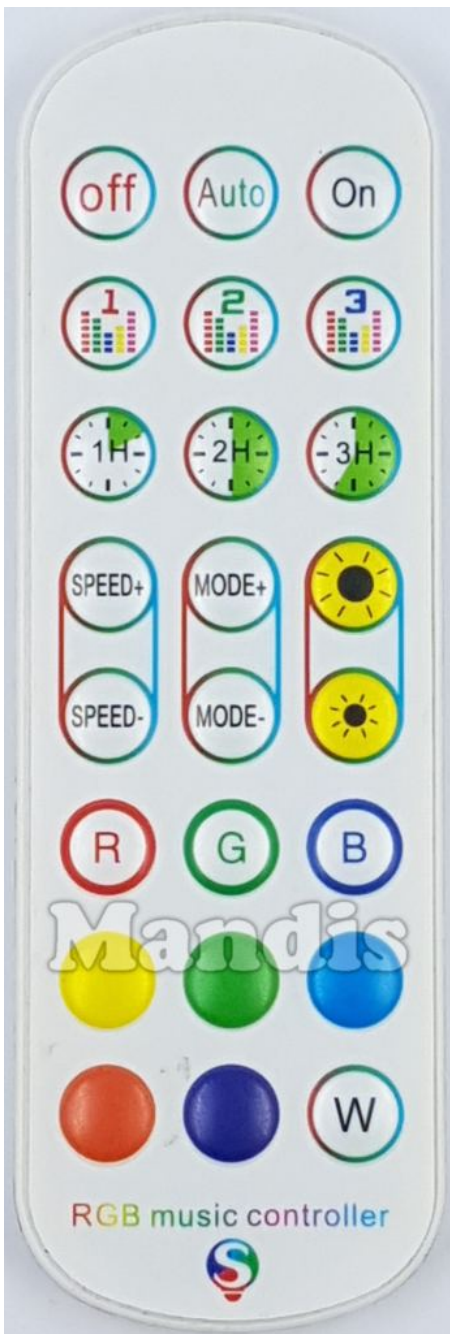 off Auto On
1 2 3
1H 2H 3H
SPEED+ MODE+
SPEED- MODE-
R G B
Mandis
W
RGB music controller
S